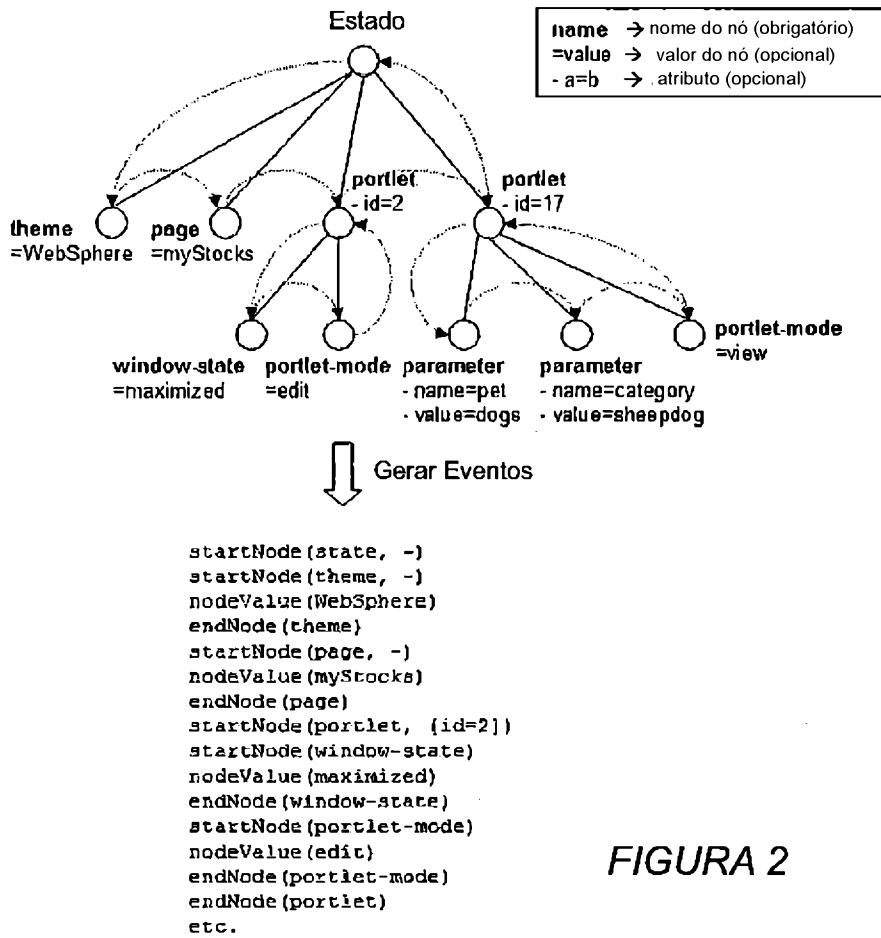 Estado
name → nome do nó (obrigatório)
=value → valor do nó (opcional)
- a=b → atributo (opcional)
portlet
- id=2
portlet
- id=17
theme
=WebSphere
page
=myStocks
window-state
=maximized
portlet-mode
=edit
parameter
- name=pet
- value=dogs
parameter
- name=category
- value=sheepdog
portlet-mode
=view
Gerar Eventos
startNode(state, -)
startNode(theme, -)
nodeValue(WebSphere)
endNode(theme)
startNode(page, -)
nodeValue(myStocks)
endNode(page)
startNode(portlet, [id=2])
startNode(window-state)
nodeValue(maximized)
endNode(window-state)
startNode(portlet-mode)
nodeValue(edit)
endNode(portlet-mode)
endNode(portlet)
etc.
FIGURA 2